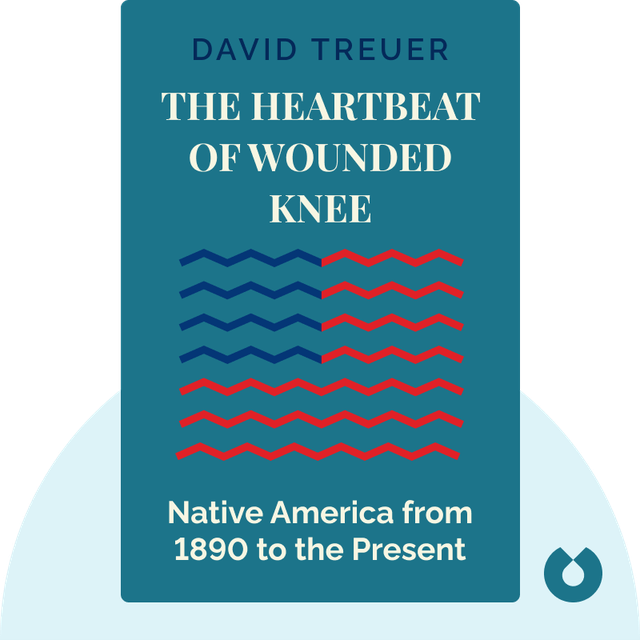 DAVID TREUER
THE HEARTBEAT
OF WOUNDED
KNEE
Native America from
1890 to the Present